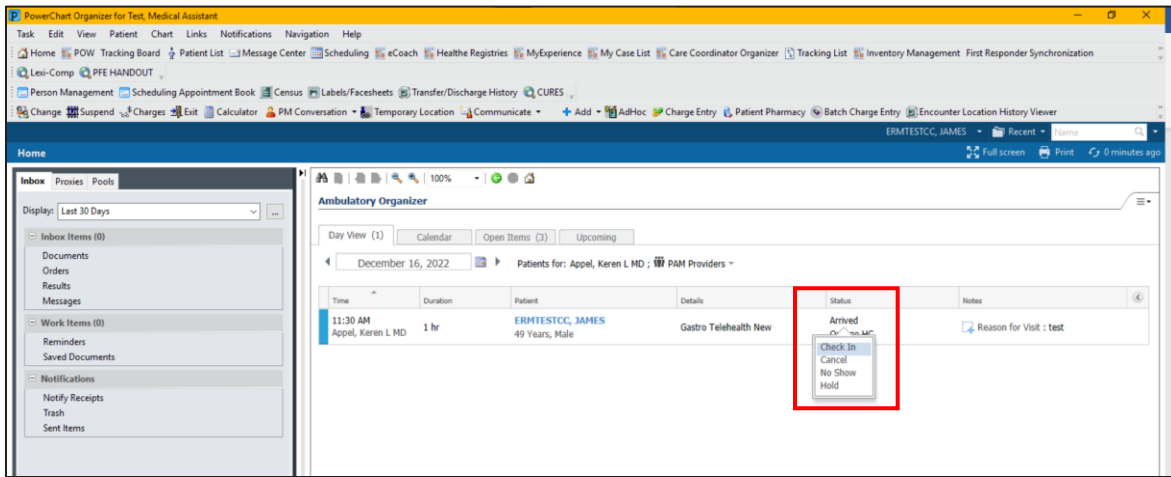 PowerChart Organizer for Test, Medical Assistant
Task Edit View Patient Chart Links Notifications Navigation Help
Home POW Tracking Board Patient List Message Center Scheduling eCoach Healthe Registries MyExperience My Case List Care Coordinator Organizer Tracking List Inventory Management First Responder Synchronization
Lexi-Comp PFE HANDOUT
Person Management Scheduling Appointment Book Census Labels/Facesheets Transfer/Discharge History CURES
Change Suspend Charges Exit Calculator PM Conversation Temporary Location Communicate Add AdHoc Charge Entry Patient Pharmacy Batch Charge Entry Encounter Location History Viewer
ERMTESTCC, JAMES Recent Name
Home Full screen Print 0 minutes ago
Inbox Proxies Pools
Display: Last 30 Days ...
Inbox Items (0)
Documents
Orders
Results
Messages
Work Items (0)
Reminders
Saved Documents
Notifications
Notify Receipts
Trash
Sent Items
100%
Ambulatory Organizer
Day View (1) Calendar Open Items (3) Upcoming
December 16, 2022 Patients for: Appel, Keren L MD ; PAM Providers
Time Duration Patient Details Status Notes
11:30 AM
Appel, Keren L MD
1 hr
ERMTESTCC, JAMES
49 Years, Male
Gastro Telehealth New
Arrived
Reason for Visit : test
Check In
Cancel
No Show
Hold